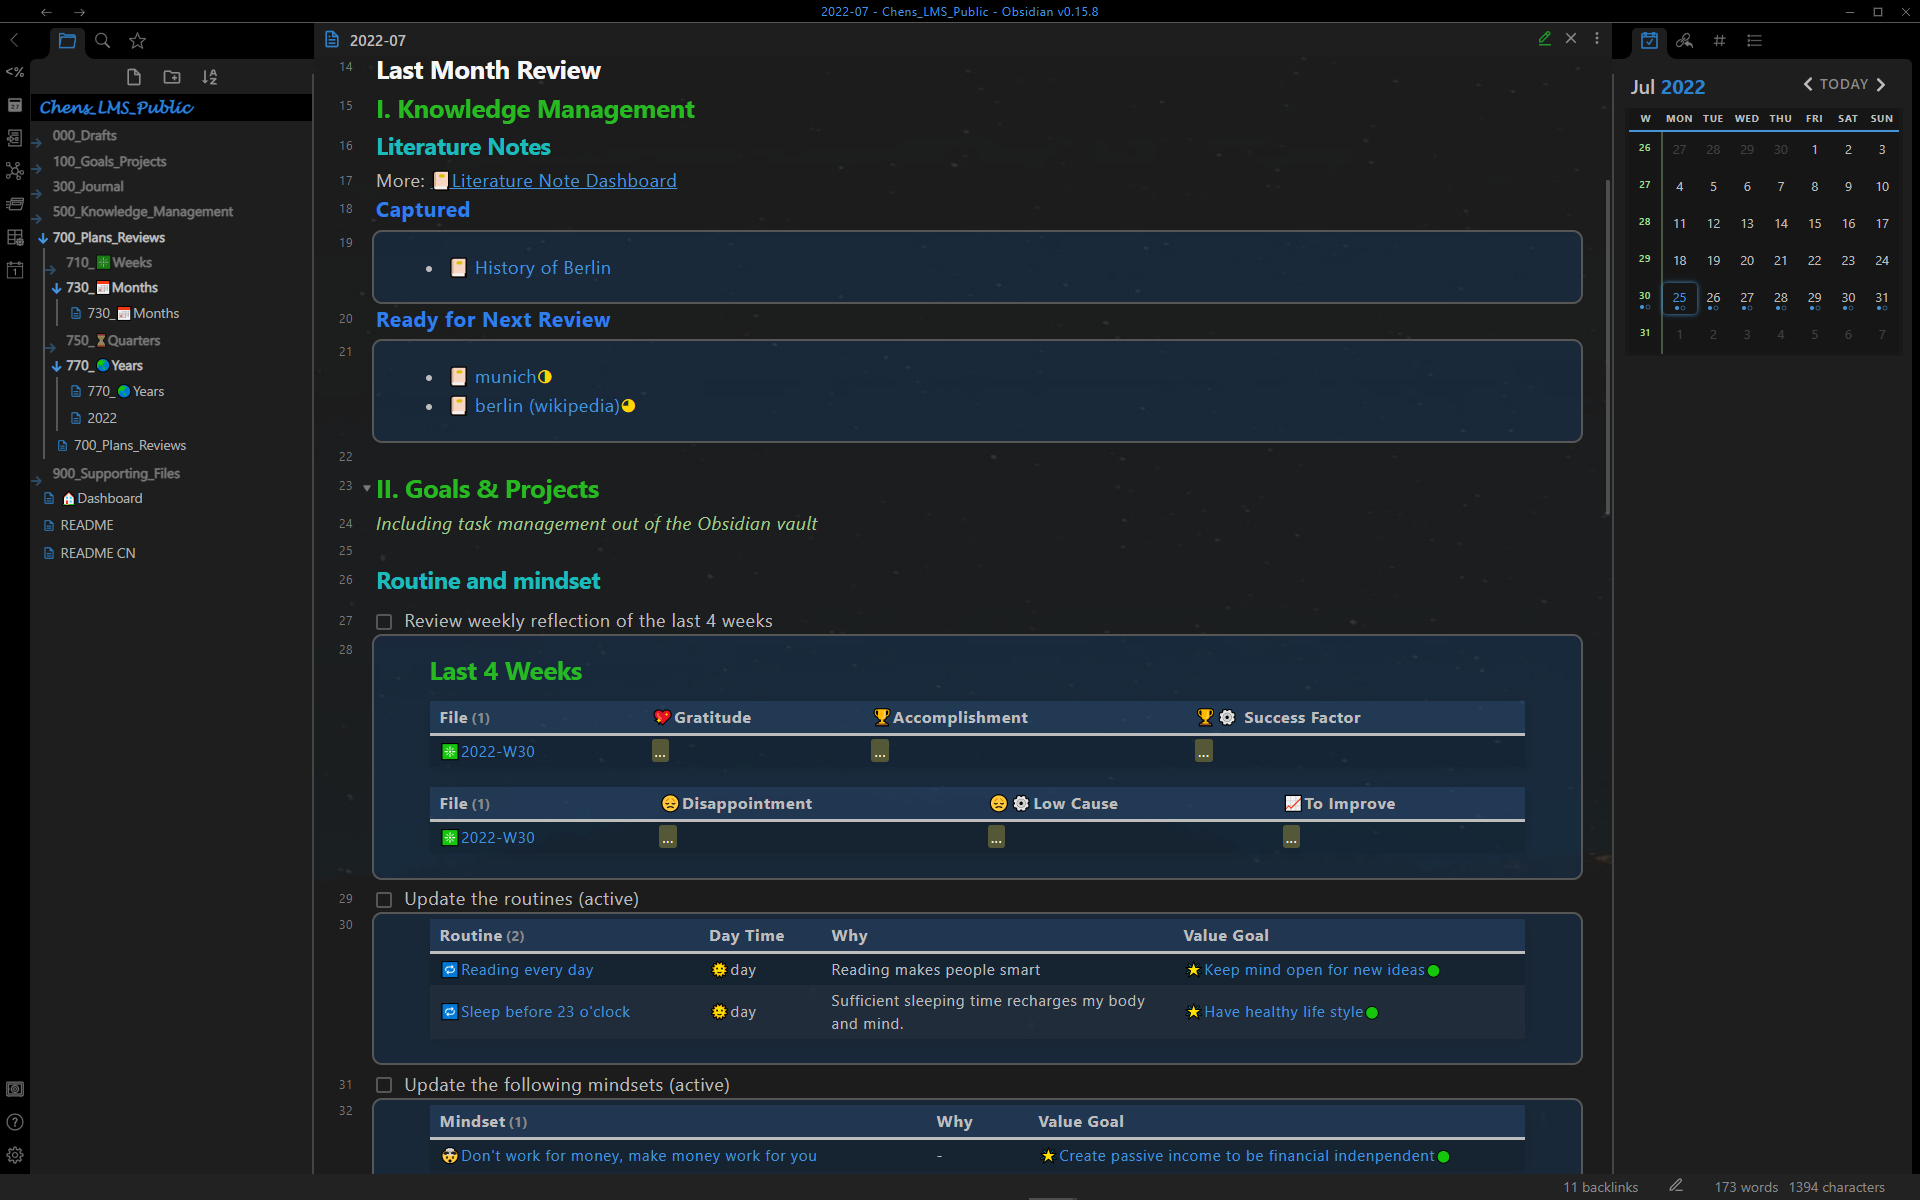 2022-07 - Chens_LMS_Public - Obsidian v0.15.8
2022-07
Chens_LMS_Public
000_Drafts
100_Goals_Projects
300_Journal
500_Knowledge_Management
700_Plans_Reviews
710_Weeks
730_Months
730_Months
750_Quarters
770_Years
770_Years
2022
700_Plans_Reviews
900_Supporting_Files
Dashboard
README
README CN
14 Last Month Review
15 I. Knowledge Management
16 Literature Notes
17 More: Literature Note Dashboard
18 Captured
19
• History of Berlin
20 Ready for Next Review
21
• munich
• berlin (wikipedia)
22
23 II. Goals & Projects
24 Including task management out of the Obsidian vault
25
26 Routine and mindset
27 Review weekly reflection of the last 4 weeks
28
Last 4 Weeks
File (1) Gratitude Accomplishment Success Factor
2022-W30 ... ... ...
File (1) Disappointment Low Cause To Improve
2022-W30 ... ... ...
29 Update the routines (active)
30
Routine (2) Day Time Why Value Goal
Reading every day day Reading makes people smart Keep mind open for new ideas
Sleep before 23 o'clock day Sufficient sleeping time recharges my body and mind. Have healthy life style
31 Update the following mindsets (active)
32
Mindset (1) Why Value Goal
Don't work for money, make money work for you - Create passive income to be financial indenpendent
Jul 2022 TODAY
W MON TUE WED THU FRI SAT SUN
26 27 28 29 30 1 2 3
27 4 5 6 7 8 9 10
28 11 12 13 14 15 16 17
29 18 19 20 21 22 23 24
30 25 26 27 28 29 30 31
31 1 2 3 4 5 6 7
11 backlinks 173 words 1394 characters